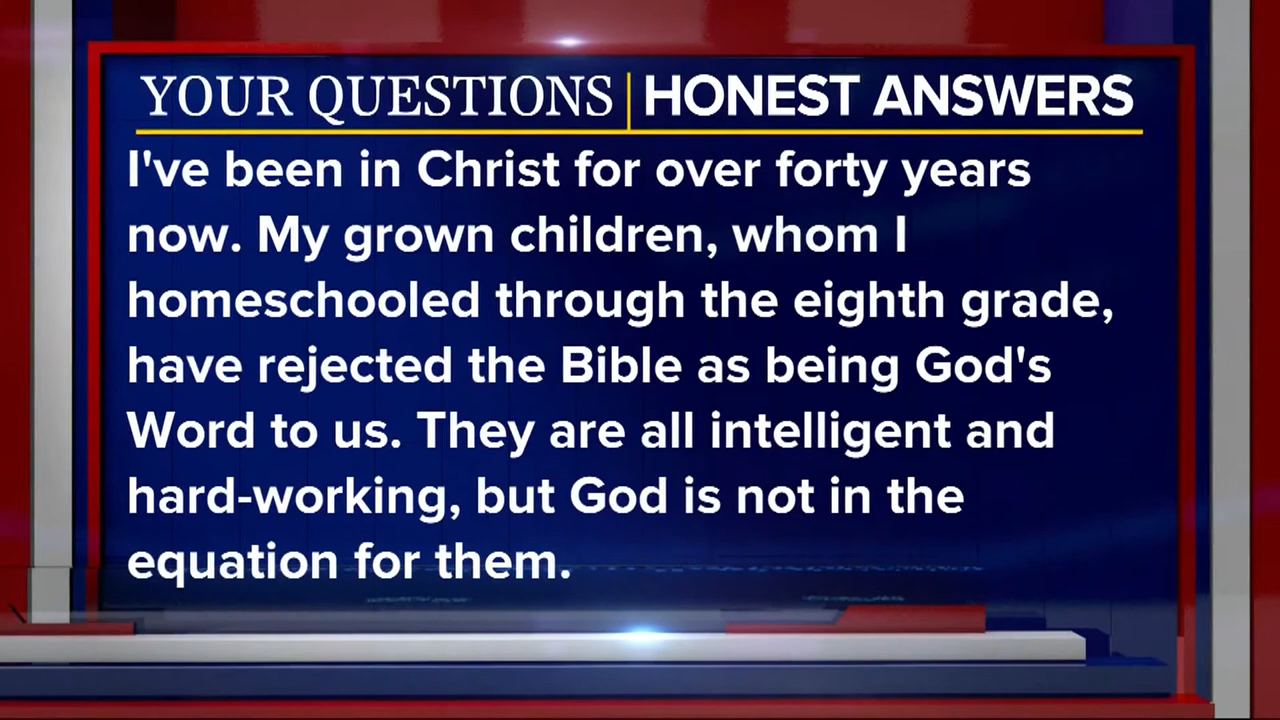 YOUR QUESTIONS | HONEST ANSWERS
I've been in Christ for over forty years
now. My grown children, whom I
homeschooled through the eighth grade,
have rejected the Bible as being God's
Word to us. They are all intelligent and
hard-working, but God is not in the
equation for them.